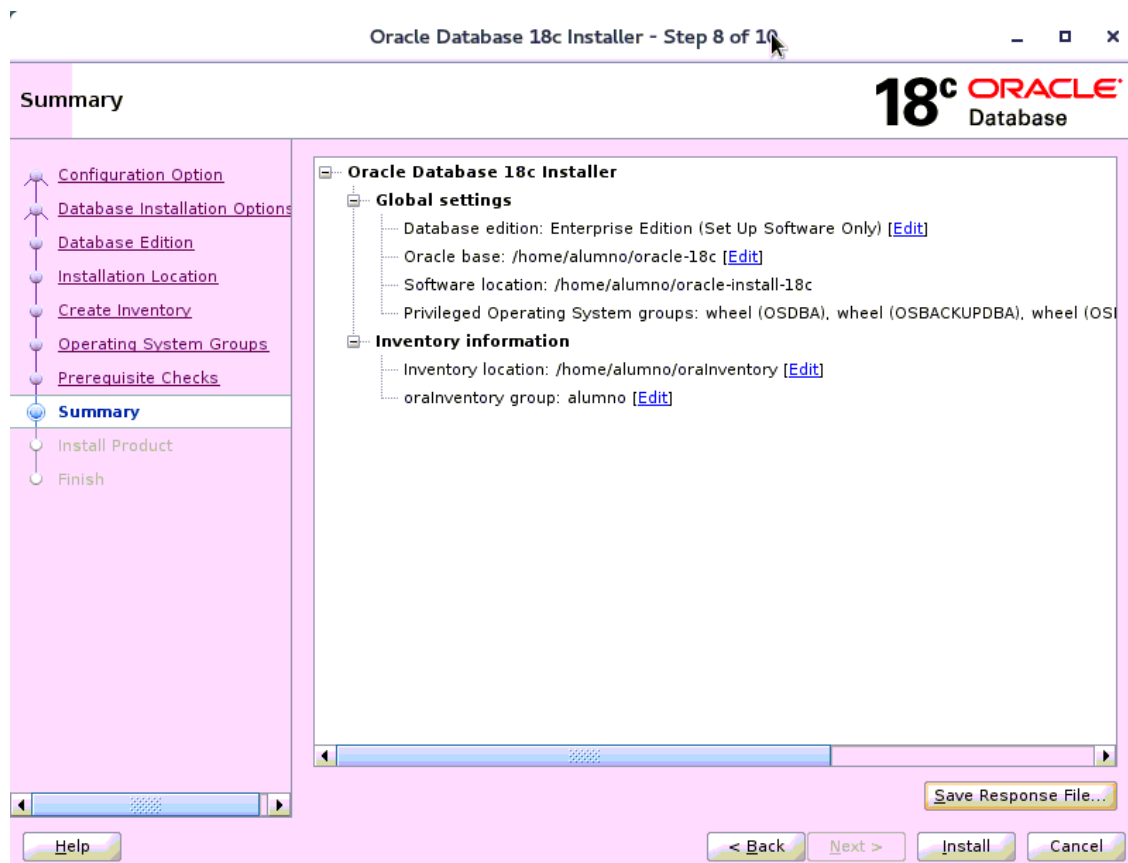 Oracle Database 18c Installer - Step 8 of 10
Summary
18c ORACLE
Database
Configuration Option
Database Installation Options
Database Edition
Installation Location
Create Inventory
Operating System Groups
Prerequisite Checks
Summary
Install Product
Finish
Oracle Database 18c Installer
Global settings
Database edition: Enterprise Edition (Set Up Software Only) [Edit]
Oracle base: /home/alumno/oracle-18c [Edit]
Software location: /home/alumno/oracle-install-18c
Privileged Operating System groups: wheel (OSDBA), wheel (OSBACKUPDBA), wheel
Inventory information
Inventory location: /home/alumno/oraInventory [Edit]
oraInventory group: alumno [Edit]
Save Response File...
Help
< Back
Next >
Install
Cancel